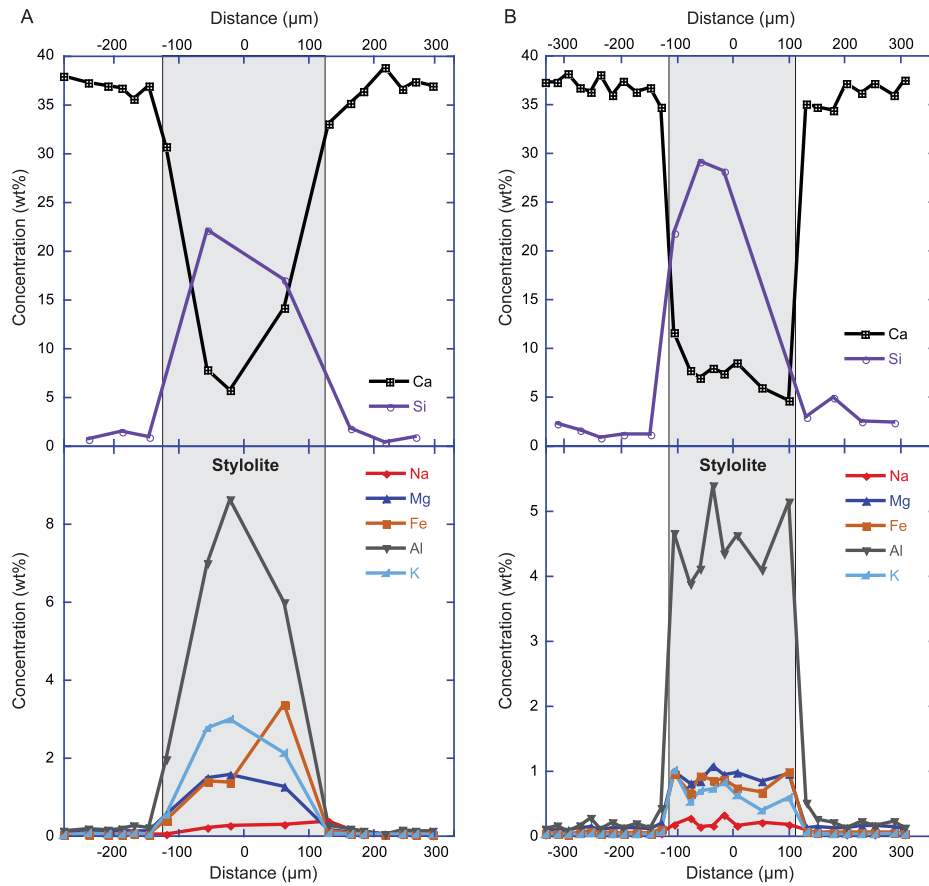 A
Distance (µm)
-200 -100 0 100 200 300
40
35
30
25
20
15
10
5
0
Concentration (wt%)
Ca
Si
Stylolite
Na
Mg
Fe
Al
K
8
6
4
2
0
Concentration (wt%)
-200 -100 0 100 200 300
Distance (µm)
B
Distance (µm)
-300 -200 -100 0 100 200 300
40
35
30
25
20
15
10
5
0
Concentration (wt%)
Ca
Si
Stylolite
Na
Mg
Fe
Al
K
5
4
3
2
1
0
Concentration (wt%)
-300 -200 -100 0 100 200 300
Distance (µm)